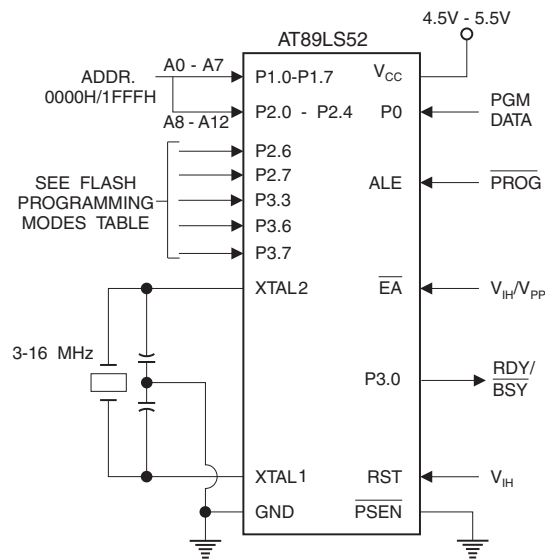 4.5V - 5.5V
AT89LS52
A0 - A7
ADDR.
0000H/1FFFH
P1.0-P1.7
VCC
P2.0 - P2.4
P0
PGM
DATA
A8 - A12
P2.6
P2.7
ALE
PROG
SEE FLASH
PROGRAMMING
MODES TABLE
P3.3
P3.6
P3.7
XTAL2
EA
VIH/VPP
3-16 MHz
P3.0
RDY/
BSY
XTAL1
RST
VIH
GND
PSEN